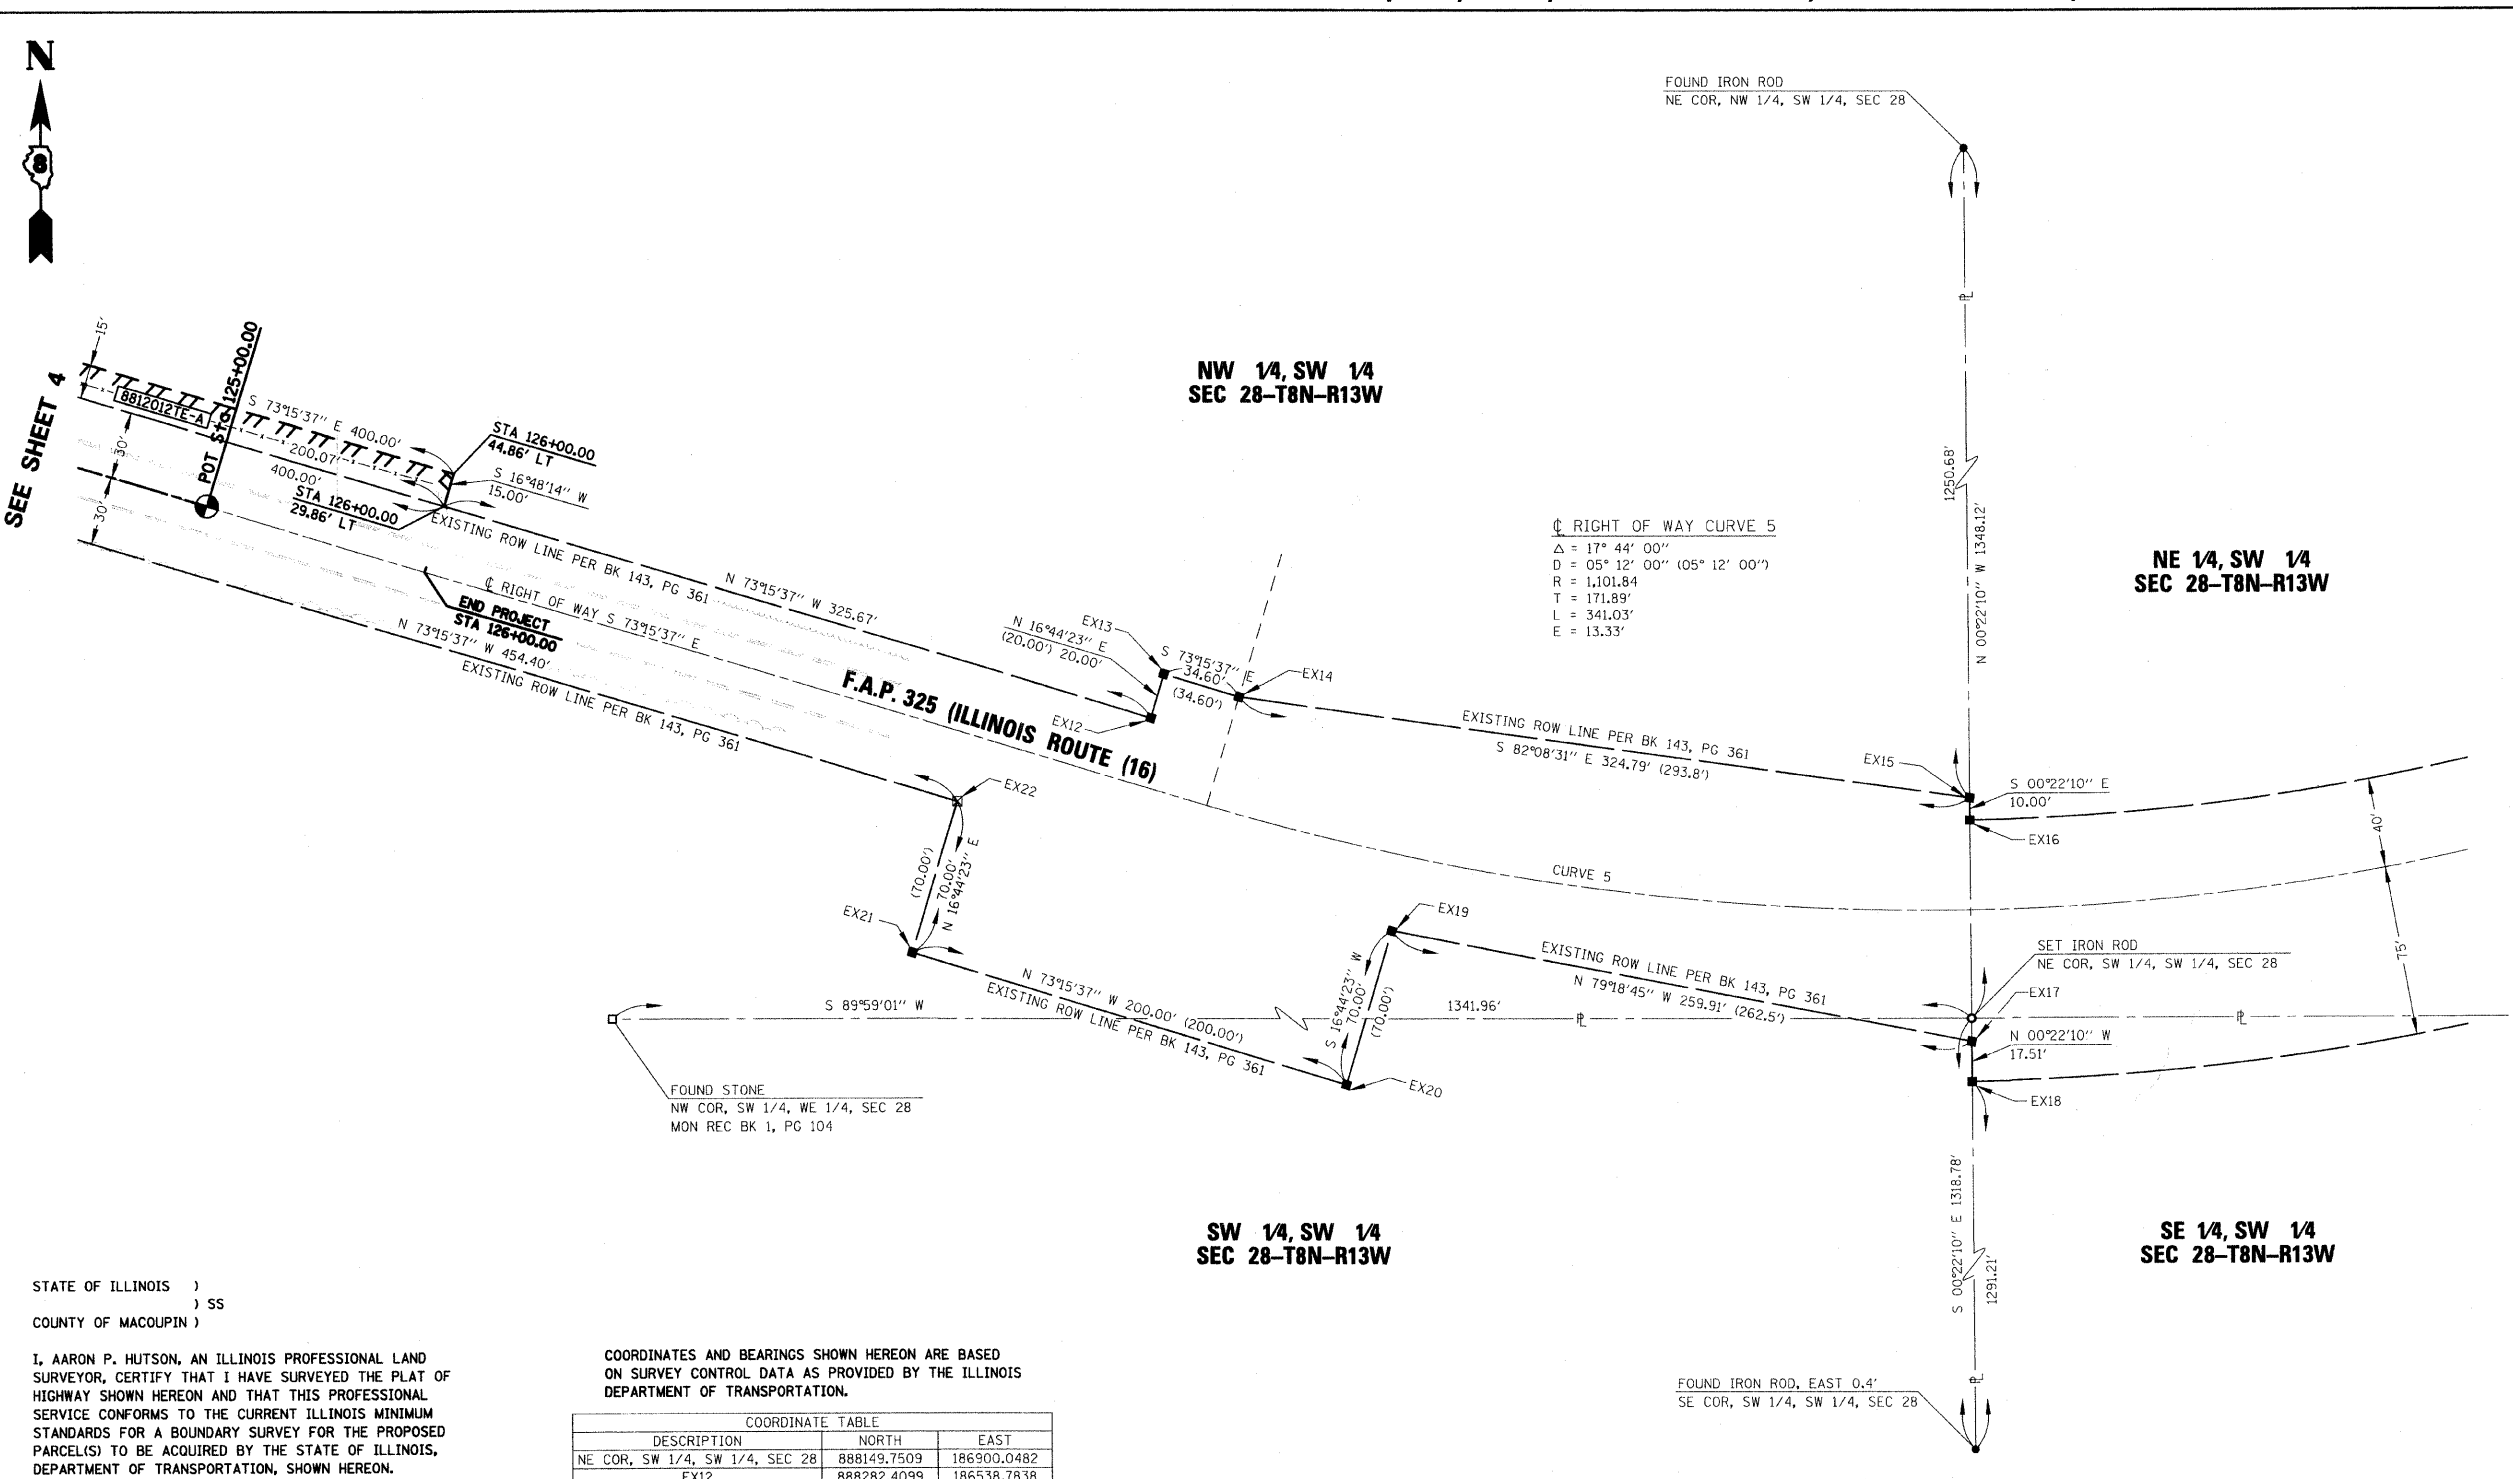 N
8
FOUND IRON ROD
NE COR, NW 1/4, SW 1/4, SEC 28
SEE SHEET 4
15'
30'
30'
8812012TE-A
POT Sta 125+00.00
S 73°15'37'' E 400.00'
200.07'
400.00'
STA 126+00.00
44.86' LT
S 16°48'14'' W
15.00'
STA 126+00.00
29.86' LT
EXISTING ROW LINE PER BK 143, PG 361
N 73°15'37'' W 325.67'
℄ RIGHT OF WAY S 73°15'37'' E
END PROJECT
STA 126+00.00
N 73°15'37'' W 454.40'
EXISTING ROW LINE PER BK 143, PG 361
F.A.P. 325 (ILLINOIS ROUTE (16)
NW 1/4, SW 1/4
SEC 28-T8N-R13W
EX13
N 16°44'23'' E
(20.00') 20.00'
S 73°15'37'' E
34.60'
(34.60')
EX14
EX12
℄ RIGHT OF WAY CURVE 5
△ = 17° 44' 00''
D = 05° 12' 00'' (05° 12' 00'')
R = 1,101.84
T = 171.89'
L = 341.03'
E = 13.33'
℄
1250.68'
N 00°22'10'' W 1348.12'
NE 1/4, SW 1/4
SEC 28-T8N-R13W
EXISTING ROW LINE PER BK 143, PG 361
S 82°08'31'' E 324.79' (293.8')
EX15
S 00°22'10'' E
10.00'
EX16
40'
75'
CURVE 5
EX22
(70.00')
70.00'
N 16°44'23'' E
EX21
N 73°15'37'' W 200.00' (200.00')
EXISTING ROW LINE PER BK 143, PG 361
EX19
S 16°44'23'' W
70.00'
(70.00')
EX20
EXISTING ROW LINE PER BK 143, PG 361
N 79°18'45'' W 259.91' (262.5')
SET IRON ROD
NE COR, SW 1/4, SW 1/4, SEC 28
EX17
N 00°22'10'' W
17.51'
EX18
S 89°59'01'' W
1341.96'
FOUND STONE
NW COR, SW 1/4, WE 1/4, SEC 28
MON REC BK 1, PG 104
SW 1/4, SW 1/4
SEC 28-T8N-R13W
S 00°22'10'' E 1318.78'
1291.21'
SE 1/4, SW 1/4
SEC 28-T8N-R13W
FOUND IRON ROD, EAST 0.4'
SE COR, SW 1/4, SW 1/4, SEC 28
STATE OF ILLINOIS )
) SS
COUNTY OF MACOUPIN )
I, AARON P. HUTSON, AN ILLINOIS PROFESSIONAL LAND
SURVEYOR, CERTIFY THAT I HAVE SURVEYED THE PLAT OF
HIGHWAY SHOWN HEREON AND THAT THIS PROFESSIONAL
SERVICE CONFORMS TO THE CURRENT ILLINOIS MINIMUM
STANDARDS FOR A BOUNDARY SURVEY FOR THE PROPOSED
PARCEL(S) TO BE ACQUIRED BY THE STATE OF ILLINOIS,
DEPARTMENT OF TRANSPORTATION, SHOWN HEREON.
COORDINATES AND BEARINGS SHOWN HEREON ARE BASED
ON SURVEY CONTROL DATA AS PROVIDED BY THE ILLINOIS
DEPARTMENT OF TRANSPORTATION.
COORDINATE TABLE
DESCRIPTION NORTH EAST
NE COR, SW 1/4, SW 1/4, SEC 28 888149.7509 186900.0482
EX12 888282.4099 186538.7838